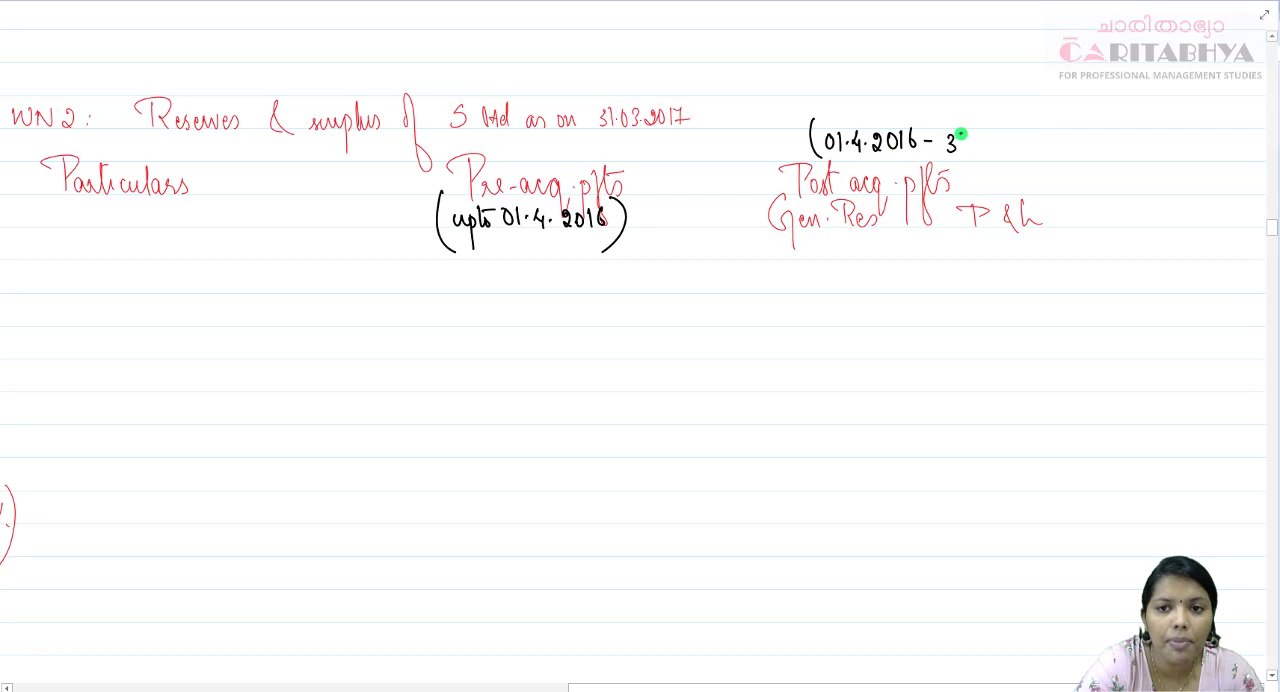 ചാരിതാഭ്യാ
CARITABHYA
FOR PROFESSIONAL MANAGEMENT STUDIES
WN 2: Reserves & surplus of S Ltd as on 31.03.2017
(01.4.2016 - 3
Particulars Pre-acq. pfts Post acq. pfts
(upto 01.4.2016) Gen. Res P & L